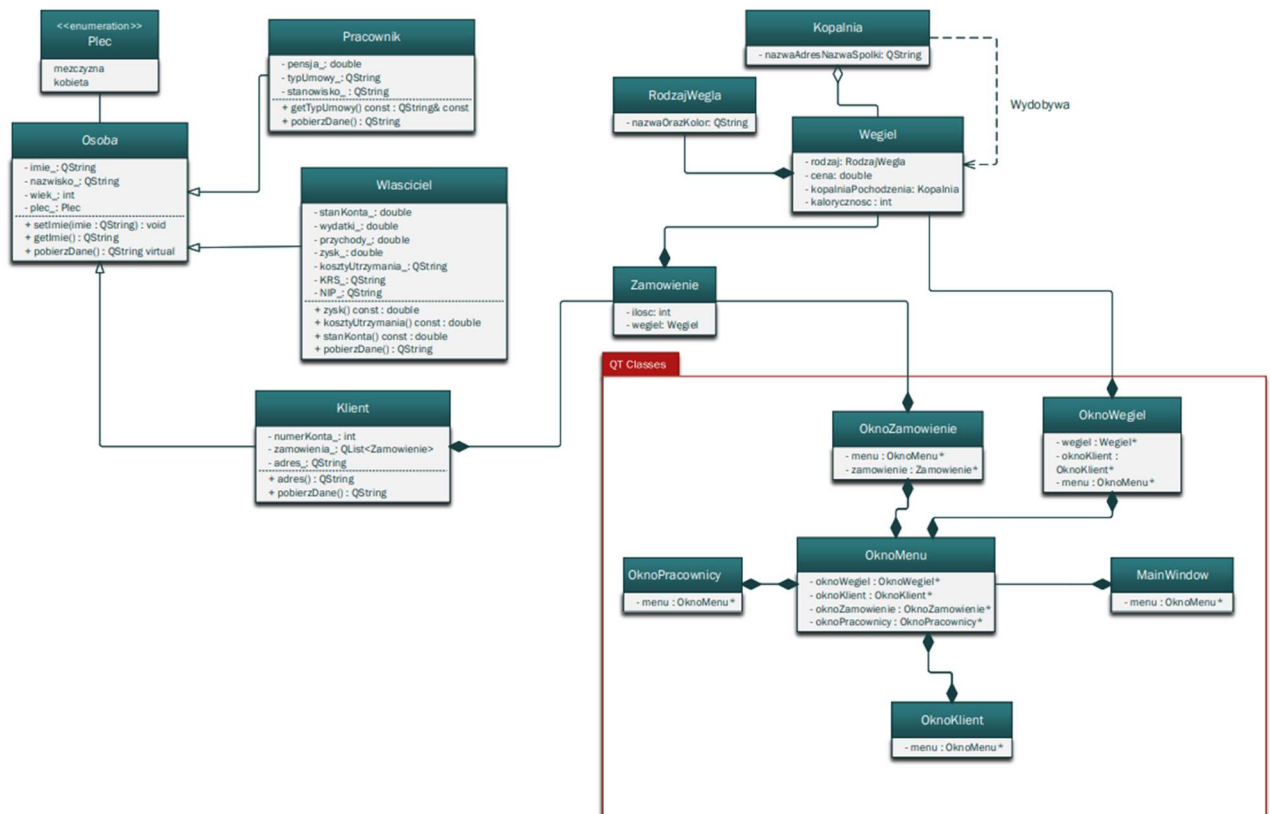 <<enumeration>>
Plec
mezczyzna
kobieta
Pracownik
- pensja_: double
- typUmowy_: QString
- stanowisko_: QString
+ getTypUmowy() const : QString& const
+ pobierzDane() : QString
Osoba
- imie_: QString
- nazwisko_: QString
- wiek_: int
- plec_: Plec
+ setImie(imie : QString) : void
+ getImie() : QString
+ pobierzDane() : QString virtual
Wlasciciel
- stanKonta_: double
- wydatki_: double
- przychody_: double
- zysk_: double
- kosztyUtrzymania_: QString
- KRS_: QString
- NIP_: QString
+ zysk() const : double
+ kosztyUtrzymania() const : double
+ stanKonta() const : double
+ pobierzDane() : QString
Klient
- numerKonta_: int
- zamowienia_: QList<Zamowienie>
- adres_: QString
+ adres() : QString
+ pobierzDane() : QString
Kopalnia
- nazwaAdresNazwaSpolki: QString
Wydobywa
RodzajWegla
- nazwaOrazKolor: QString
Węgiel
- rodzaj: RodzajWegla
- cena: double
- kopalniaPochodzenia: Kopalnia
- kalorycznosc : int
Zamowienie
- ilosc: int
- wegiel: Węgiel
QT Classes
OknoZamowienie
- menu : OknoMenu*
- zamowienie : Zamowienie*
OknoWegiel
- wegiel : Wegiel*
- oknoKlient :
OknoKlient*
- menu : OknoMenu*
OknoPracownicy
- menu : OknoMenu*
OknoMenu
- oknoWegiel : OknoWegiel*
- oknoKlient : OknoKlient*
- oknoZamowienie : OknoZamowienie*
- oknoPracownicy : OknoPracownicy*
MainWindow
- menu : OknoMenu*
OknoKlient
- menu : OknoMenu*